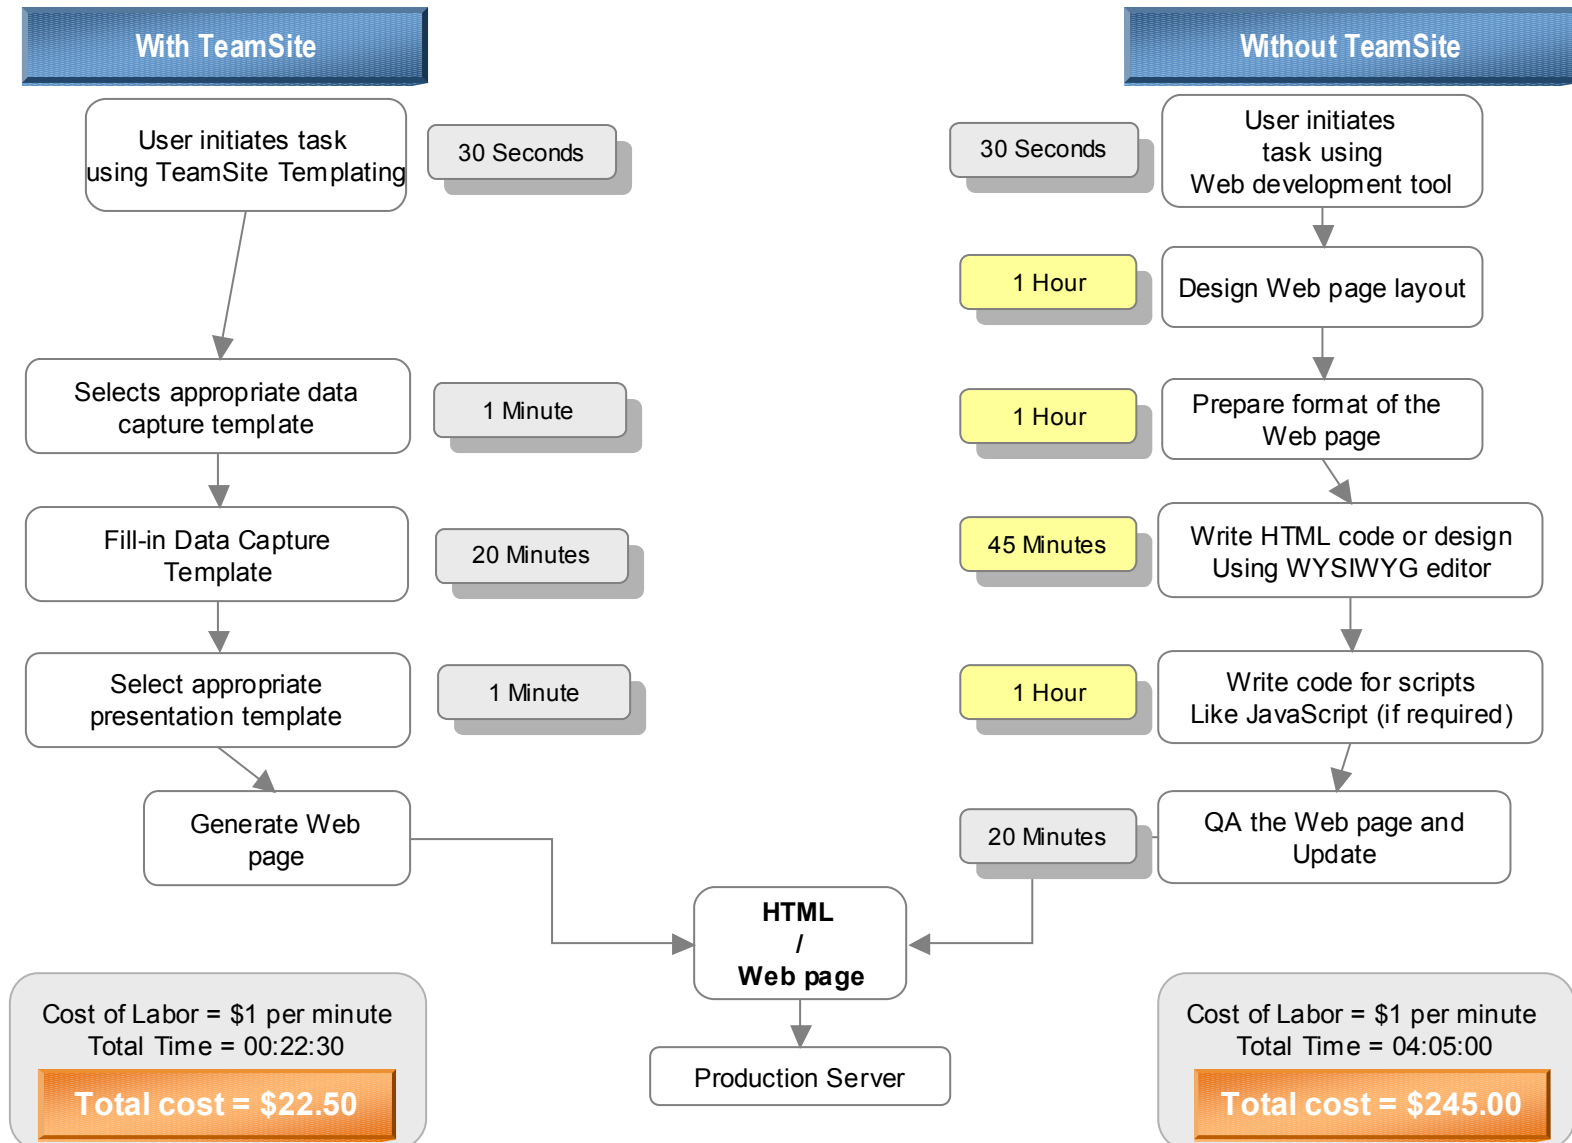 With TeamSite
User initiates task
using TeamSite Templating
30 Seconds
Selects appropriate data
capture template
1 Minute
Fill-in Data Capture
Template
20 Minutes
Select appropriate
presentation template
1 Minute
Generate Web
page
Cost of Labor = $1 per minute
Total Time = 00:22:30
Total cost = $22.50
HTML
/
Web page
Production Server
Without TeamSite
30 Seconds
User initiates
task using
Web development tool
1 Hour
Design Web page layout
1 Hour
Prepare format of the
Web page
45 Minutes
Write HTML code or design
Using WYSIWYG editor
1 Hour
Write code for scripts
Like JavaScript (if required)
20 Minutes
QA the Web page and
Update
Cost of Labor = $1 per minute
Total Time = 04:05:00
Total cost = $245.00